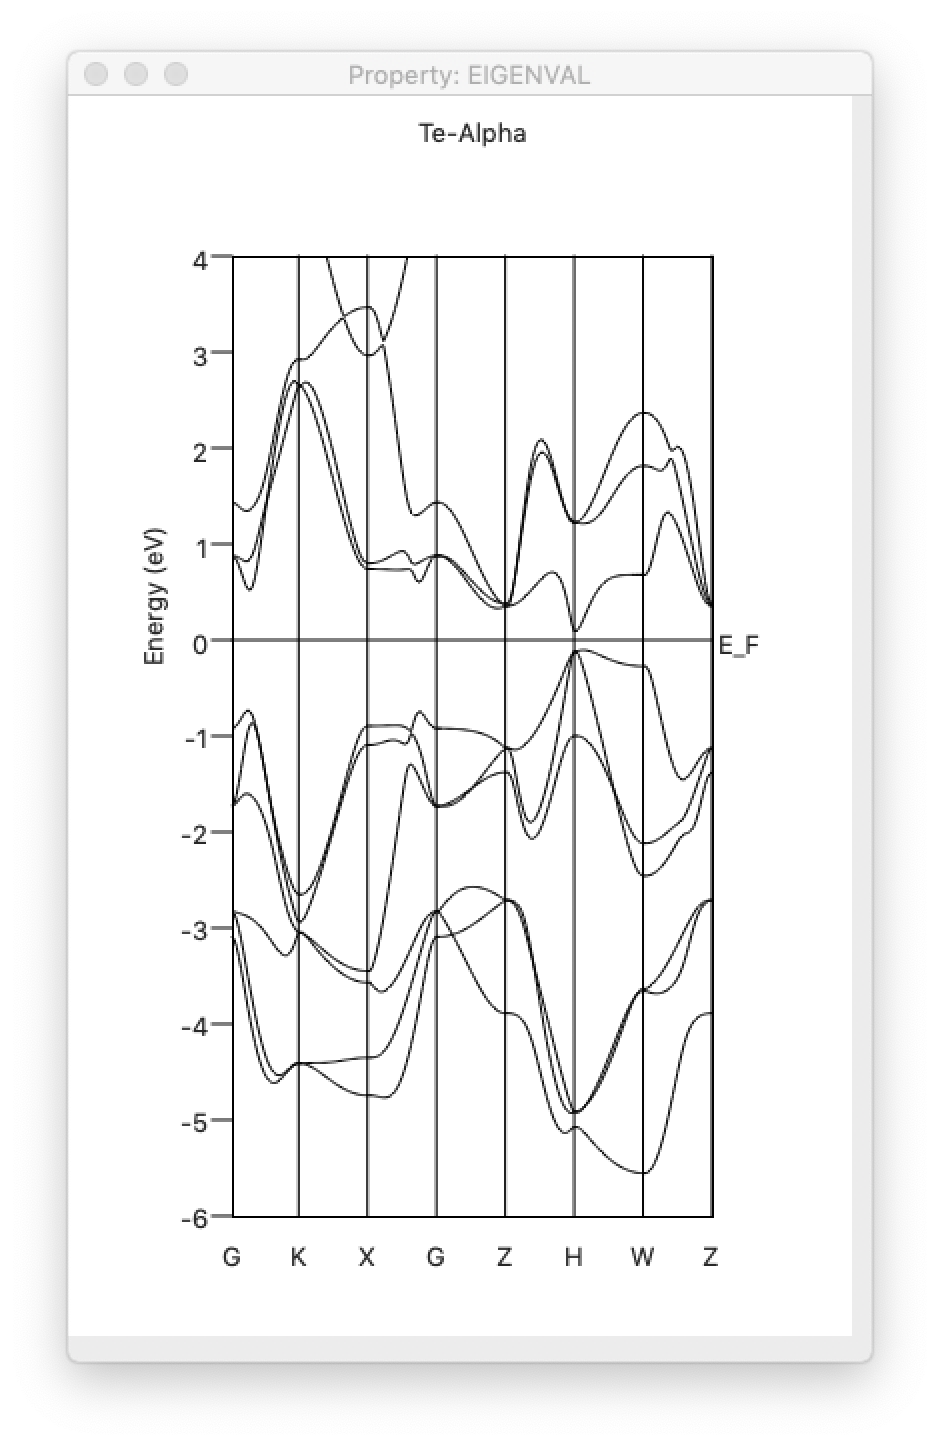 Property: EIGENVAL
Te-Alpha
4
3
2
1
0
-1
-2
-3
-4
-5
-6
Energy (eV)
E_F
G K X G Z H W Z